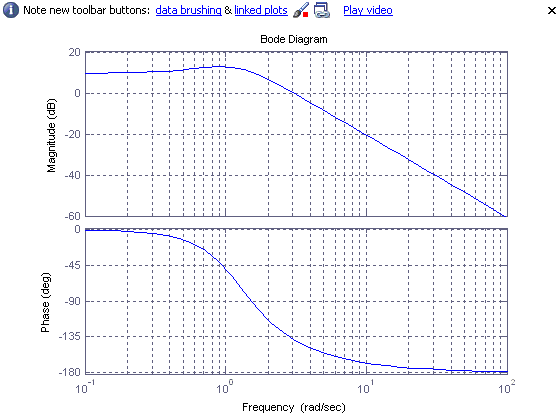 Note new toolbar buttons: data brushing & linked plots Play video
Bode Diagram
20
0
-20
-40
-60
Magnitude (dB)
0
-45
-90
-135
-180
Phase (deg)
10^-1 10^0 10^1 10^2
Frequency (rad/sec)